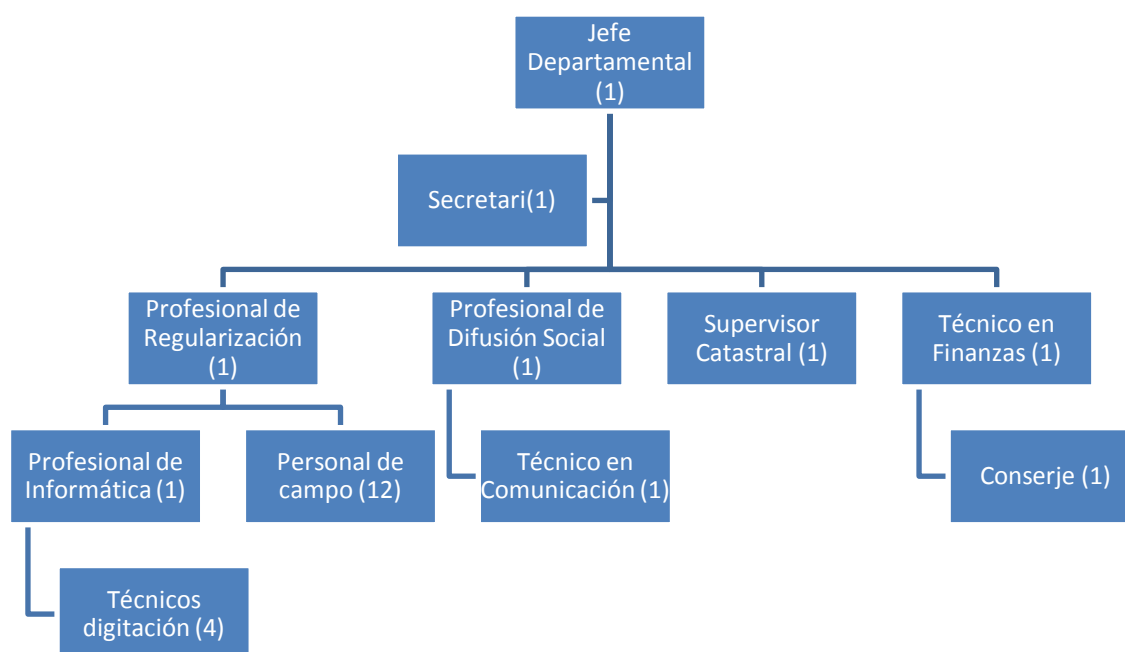 Jefe
Departamental
(1)
Secretari(1)
Profesional de
Regularización
(1)
Profesional de
Difusión Social
(1)
Supervisor
Catastral (1)
Técnico en
Finanzas (1)
Profesional de
Informática (1)
Personal de
campo (12)
Técnico en
Comunicación (1)
Conserje (1)
Técnicos
digitación (4)